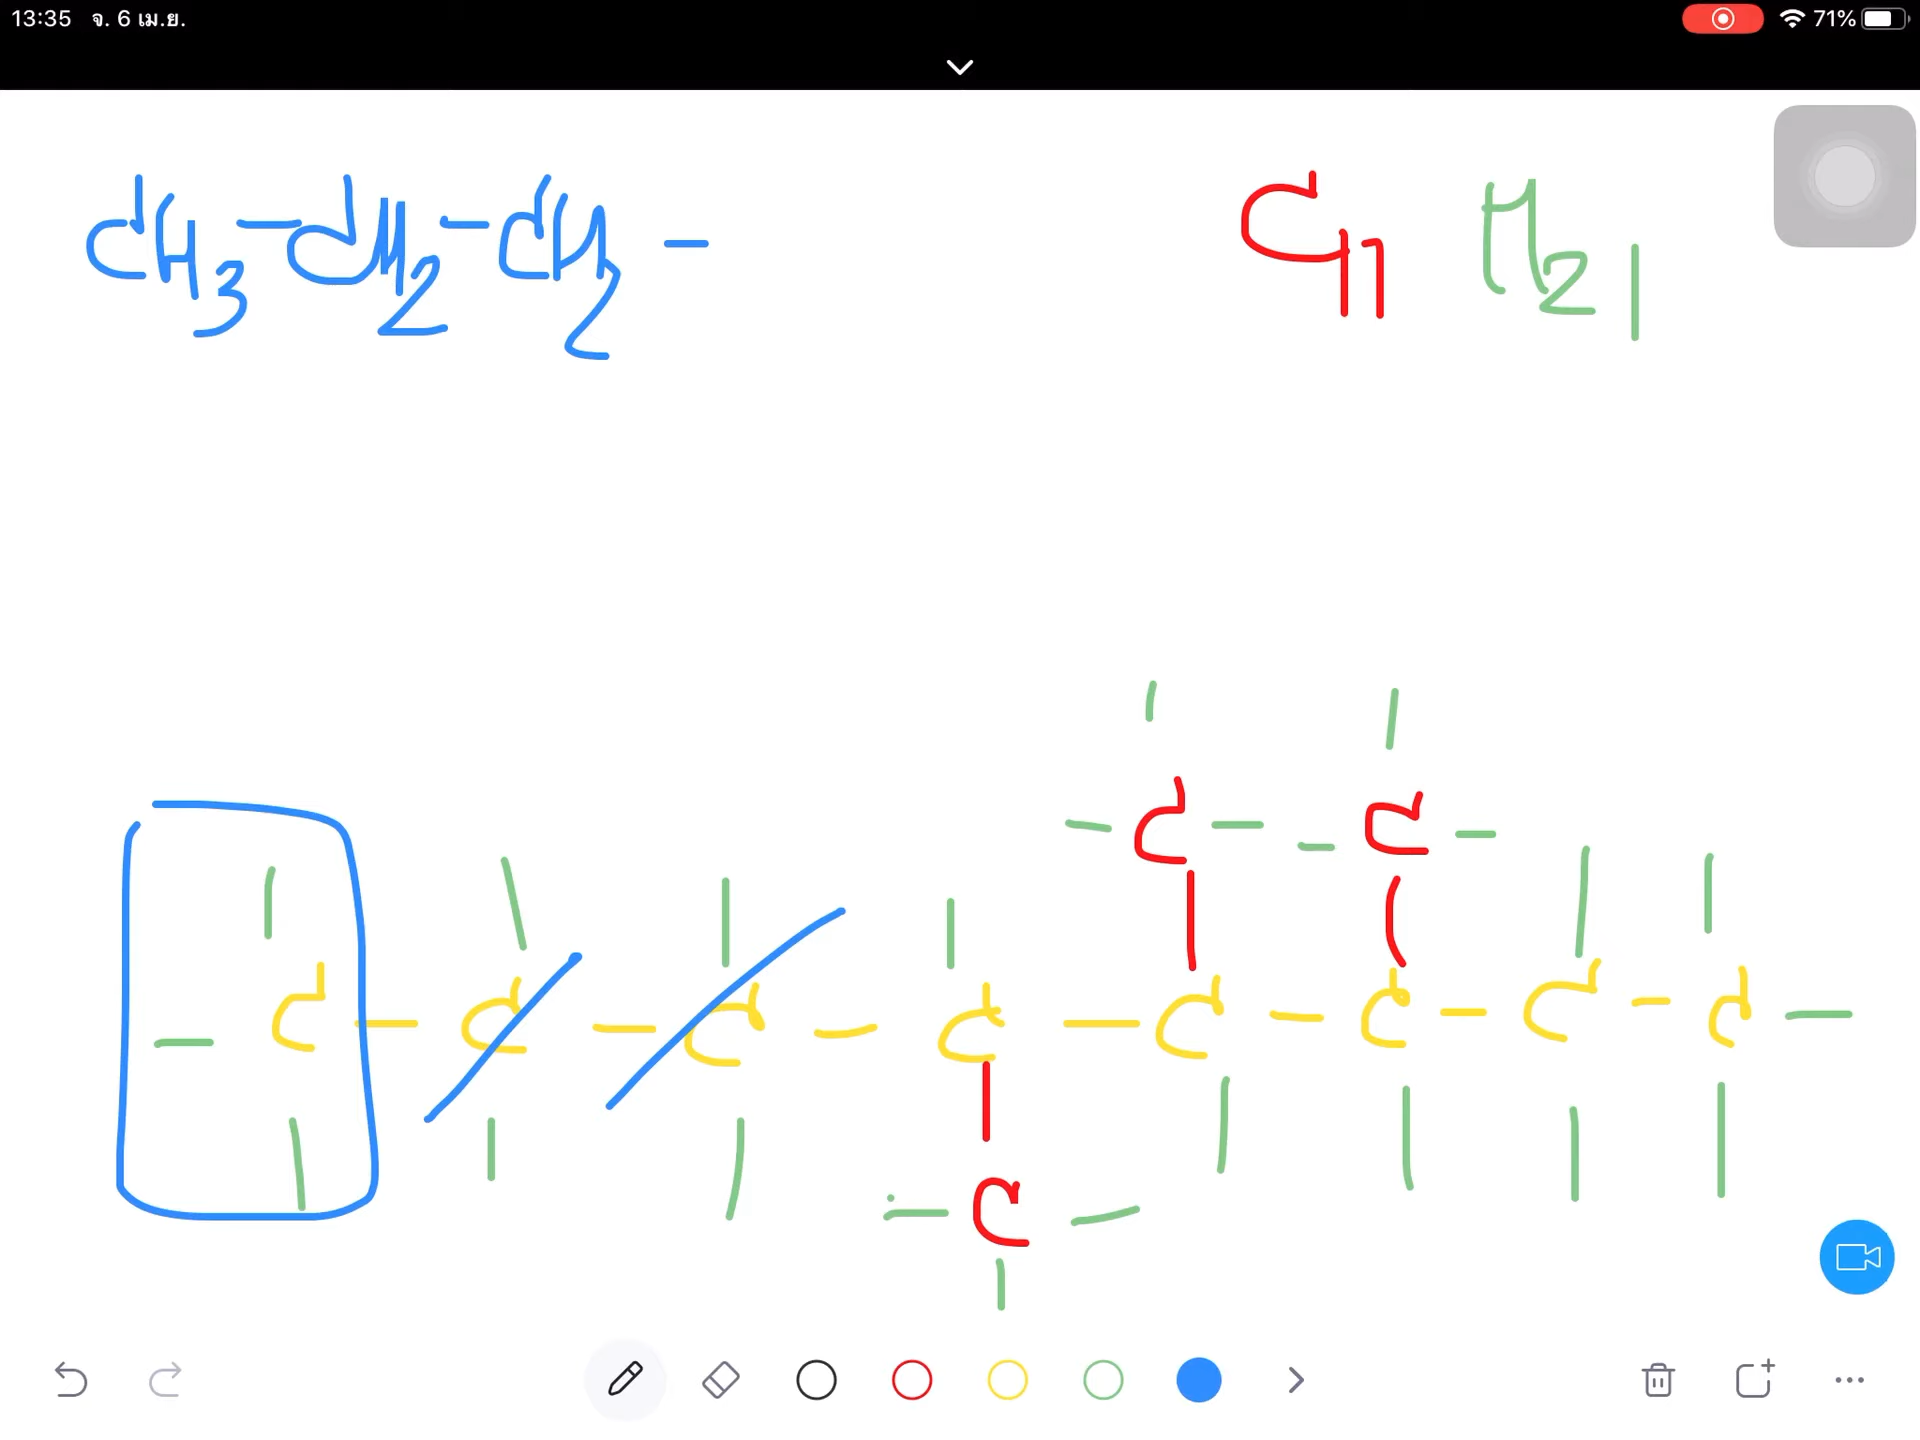 13:35 จ. 6 เม.ย. 71%
CH3-CH2-CH2- C11 H21
C C
-C-C-C-C-C-C-C-C-
C